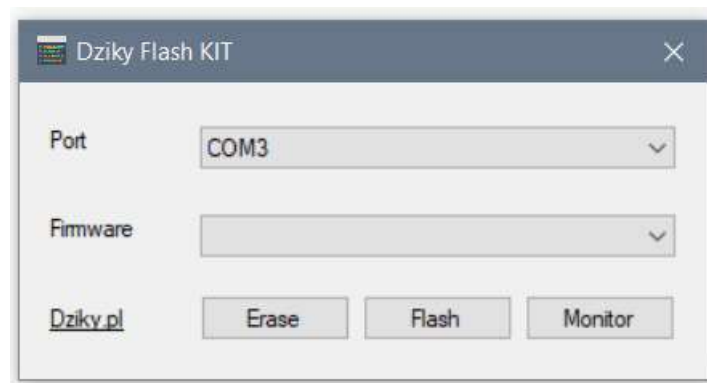 Dziky Flash KIT
Port COM3
Firmware
Dziky.pl Erase Flash Monitor